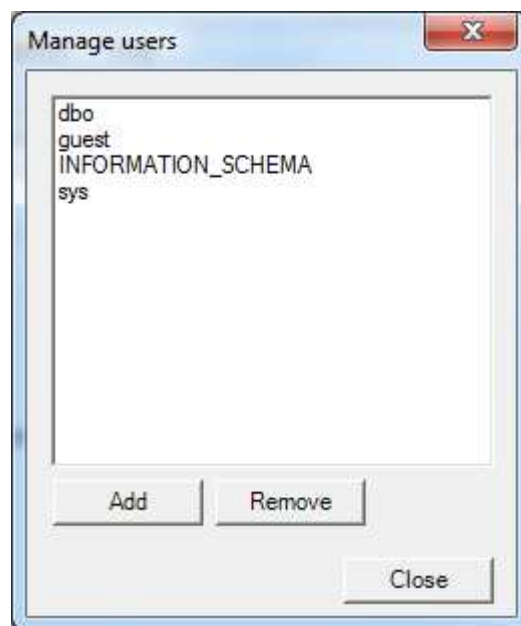 Manage users
dbo
guest
INFORMATION_SCHEMA
sys
Add Remove
Close